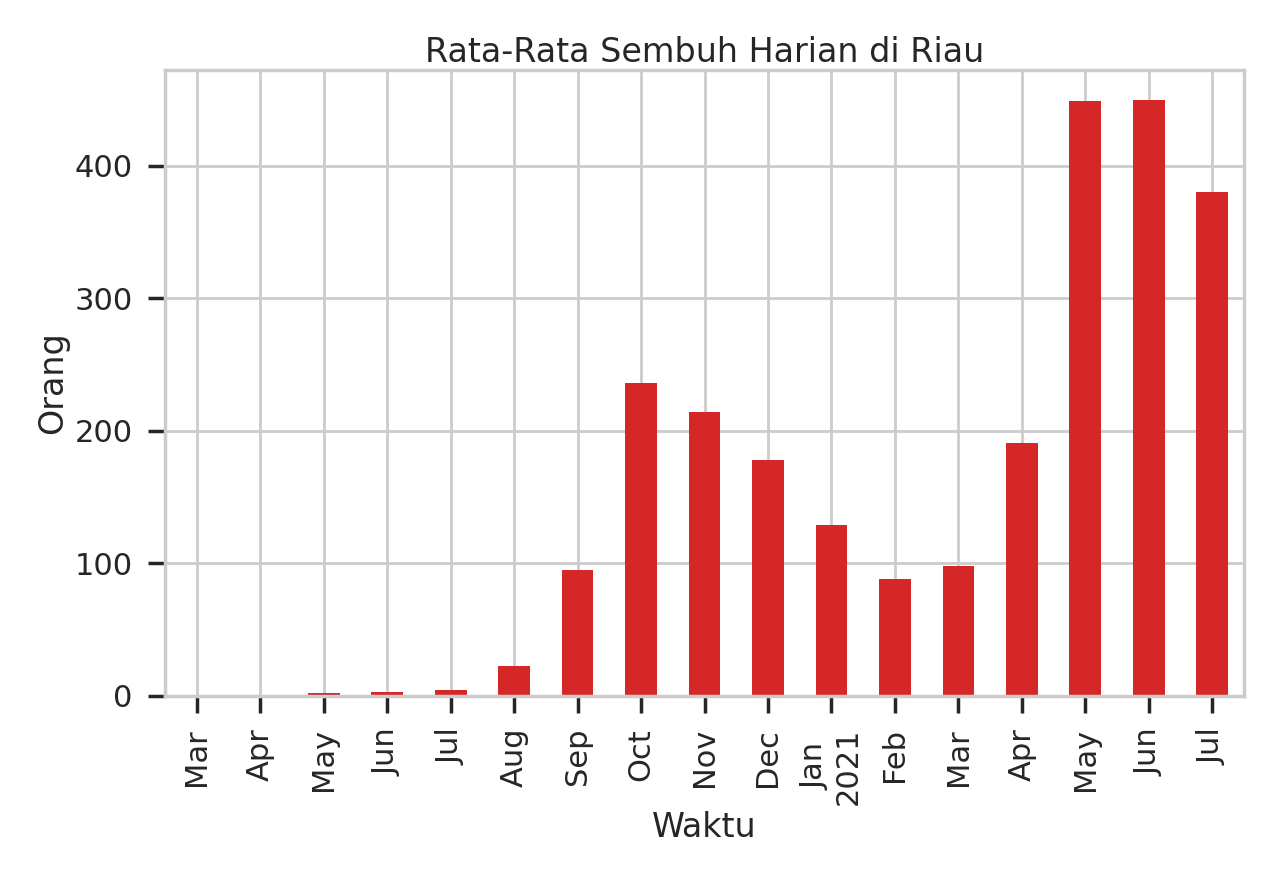 Rata-Rata Sembuh Harian di Riau
Orang
400
300
200
100
0
Mar
Apr
May
Jun
Jul
Aug
Sep
Oct
Nov
Dec
Jan
2021
Feb
Mar
Apr
May
Jun
Jul
Waktu